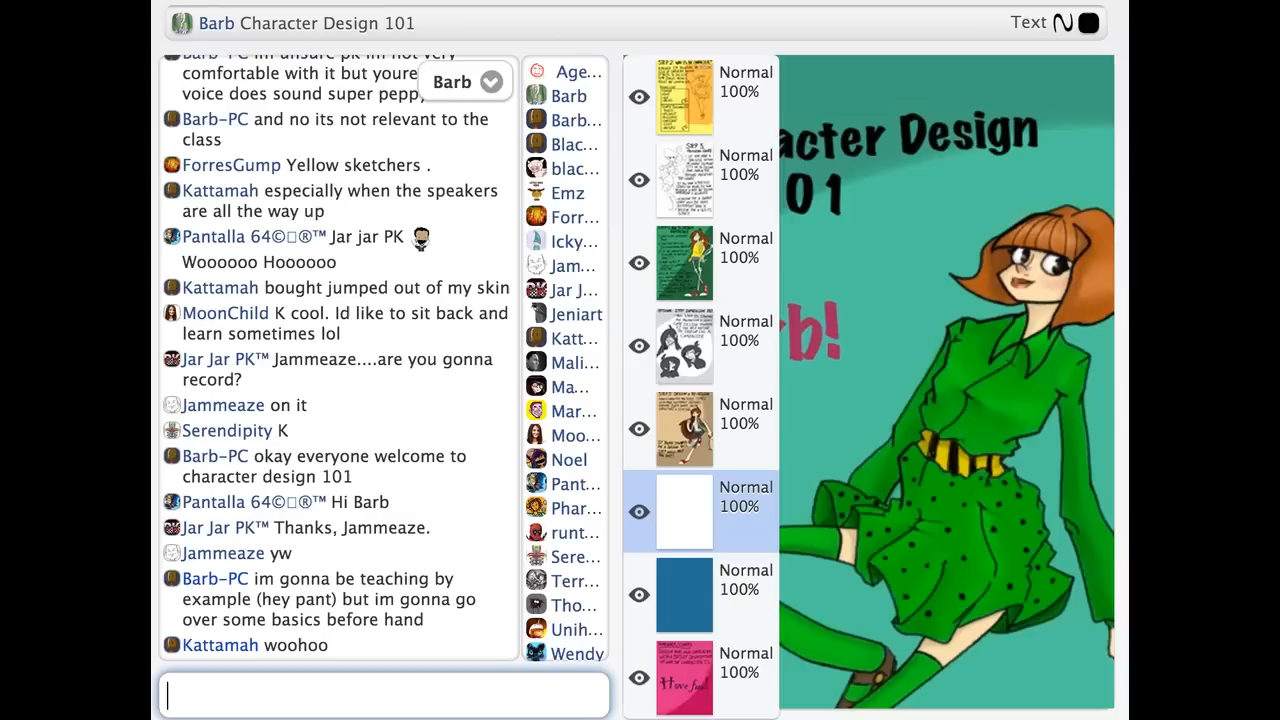 Barb Character Design 101
Text
comfortable with it but youre
voice toes sound super peppy,
Barb
Barb-PC and no its not relevant to the
class
ForresGump Yellow sketchers .
Kattamah especially when the speakers
are all the way up
Pantalla 64©▯®™ Jar jar PK
Woooooo Hoooooo
Kattamah bought jumped out of my skin
MoonChild K cool. Id like to sit back and
learn sometimes lol
Jar Jar PK™ Jammeaze....are you gonna
record?
Jammeaze on it
Serendipity K
Barb-PC okay everyone welcome to
character design 101
Pantalla 64©▯®™ Hi Barb
Jar Jar PK™ Thanks, Jammeaze.
Jammeaze yw
Barb-PC im gonna be teaching by
example (hey pant) but im gonna go
over some basics before hand
Kattamah woohoo
Age...
Barb
Barb...
Blac...
blac...
Emz
Forr...
Icky...
Jam...
Jar J...
Jeniart
Katt...
Mali...
Ma...
Mar...
Moo...
Noel
Pant...
Phar...
runt...
Sere...
Terr...
Tho...
Unih...
Wendy
Normal
100%
Normal
100%
Normal
100%
Normal
100%
Normal
100%
Normal
100%
Normal
100%
Normal
100%
Have fun!
acter Design
01
rb!